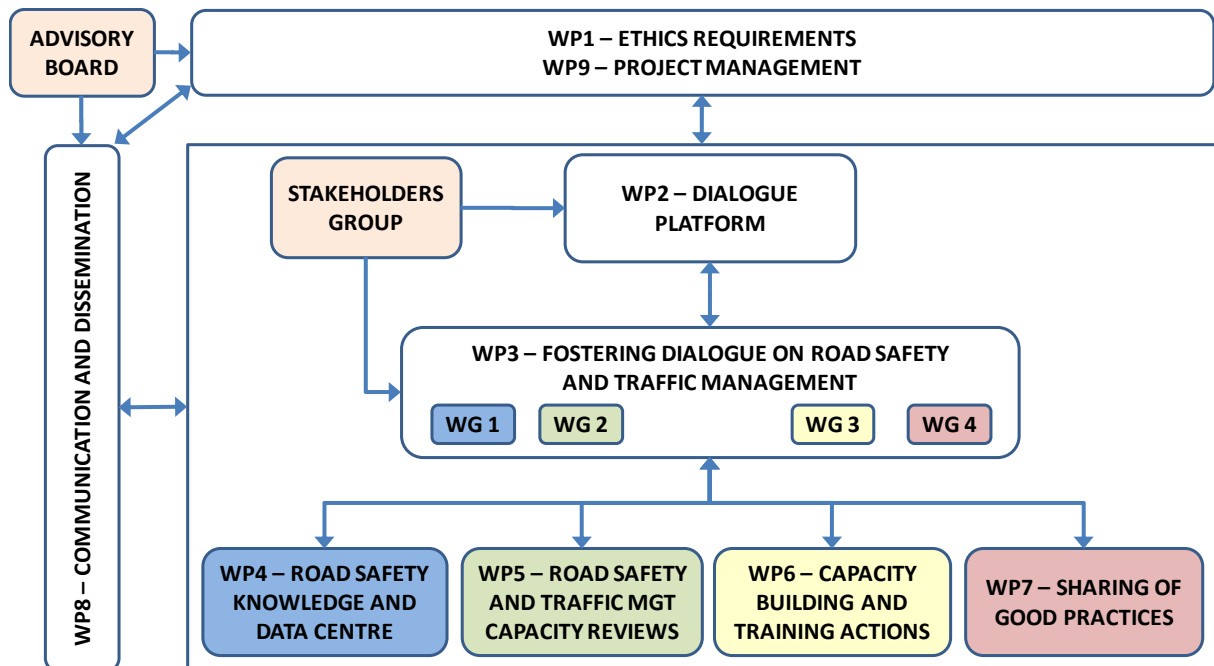 ADVISORY
BOARD
WP1 – ETHICS REQUIREMENTS
WP9 – PROJECT MANAGEMENT
WP8 – COMMUNICATION AND DISSEMINATION
STAKEHOLDERS
GROUP
WP2 – DIALOGUE
PLATFORM
WP3 – FOSTERING DIALOGUE ON ROAD SAFETY
AND TRAFFIC MANAGEMENT
WG 1
WG 2
WG 3
WG 4
WP4 – ROAD SAFETY
KNOWLEDGE AND
DATA CENTRE
WP5 – ROAD SAFETY
AND TRAFFIC MGT
CAPACITY REVIEWS
WP6 – CAPACITY
BUILDING AND
TRAINING ACTIONS
WP7 – SHARING OF
GOOD PRACTICES